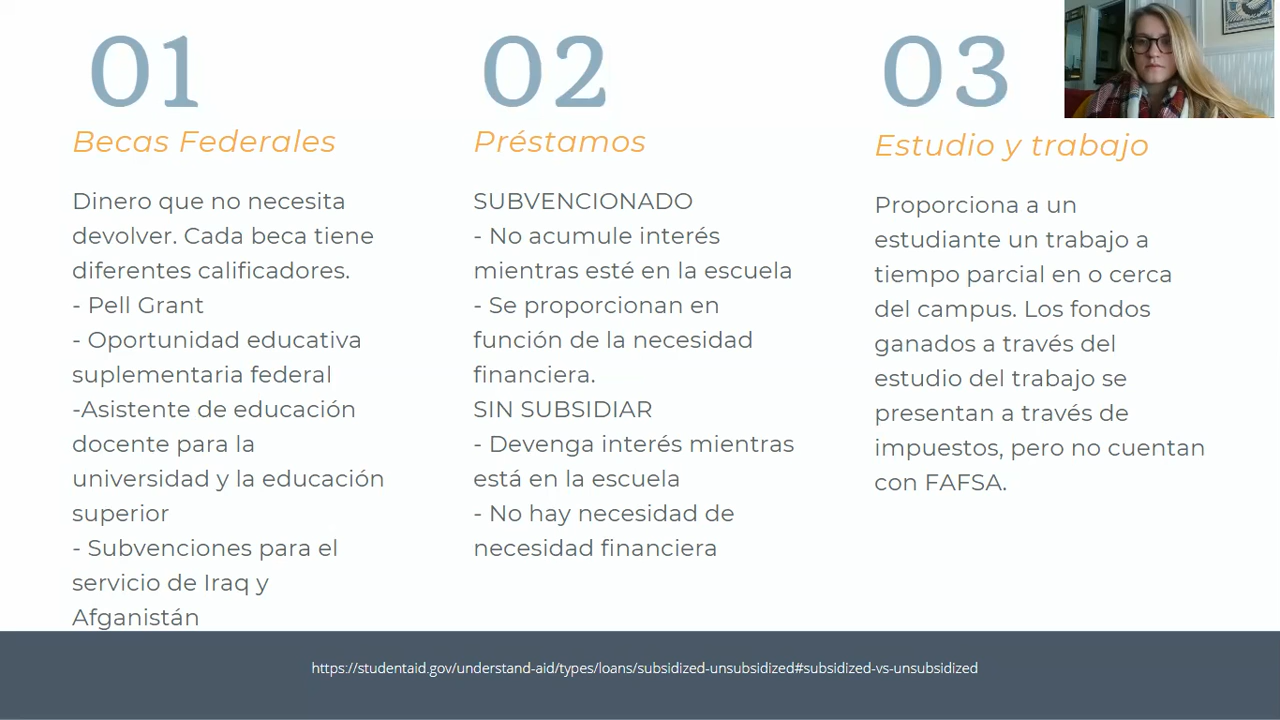 01
Becas Federales
Dinero que no necesita
devolver. Cada beca tiene
diferentes calificadores.
- Pell Grant
- Oportunidad educativa
suplementaria federal
-Asistente de educación
docente para la
universidad y la educación
superior
- Subvenciones para el
servicio de Iraq y
Afganistán
02
Préstamos
SUBVENCIONADO
- No acumule interés
mientras esté en la escuela
- Se proporcionan en
función de la necesidad
financiera.
SIN SUBSIDIAR
- Devenga interés mientras
está en la escuela
- No hay necesidad de
necesidad financiera
03
Estudio y trabajo
Proporciona a un
estudiante un trabajo a
tiempo parcial en o cerca
del campus. Los fondos
ganados a través del
estudio del trabajo se
presentan a través de
impuestos, pero no cuentan
con FAFSA.
https://studentaid.gov/understand-aid/types/loans/subsidized-unsubsidized#subsidized-vs-unsubsidized